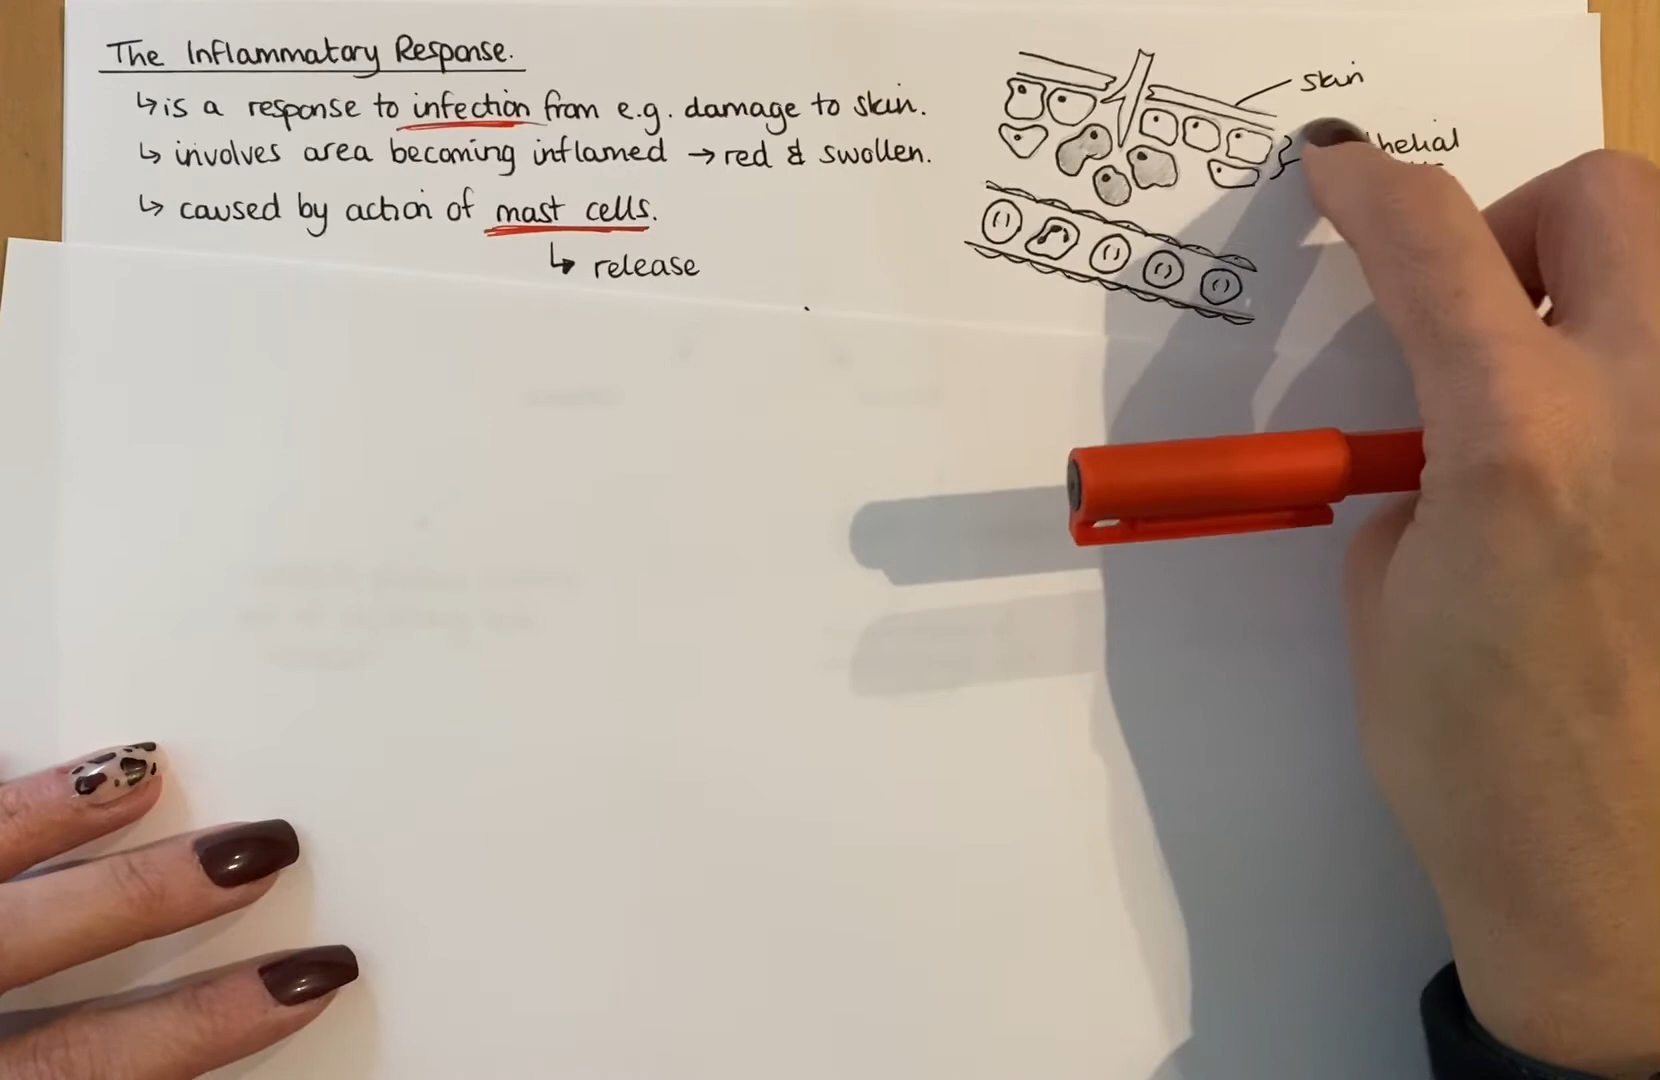 The Inflammatory Response.
↳ is a response to infection from e.g. damage to skin.
↳ involves area becoming inflamed → red & swollen.
↳ caused by action of mast cells.
↳ release
skin